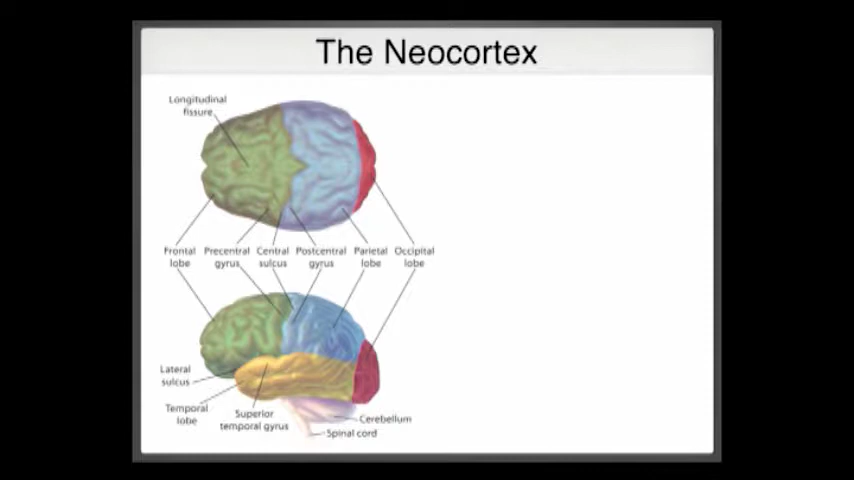 The Neocortex
Longitudinal
fissure
Frontal
lobe
Precentral
gyrus
Central
sulcus
Postcentral
gyrus
Parietal
lobe
Occipital
lobe
Lateral
sulcus
Temporal
lobe
Superior
temporal gyrus
Cerebellum
Spinal cord